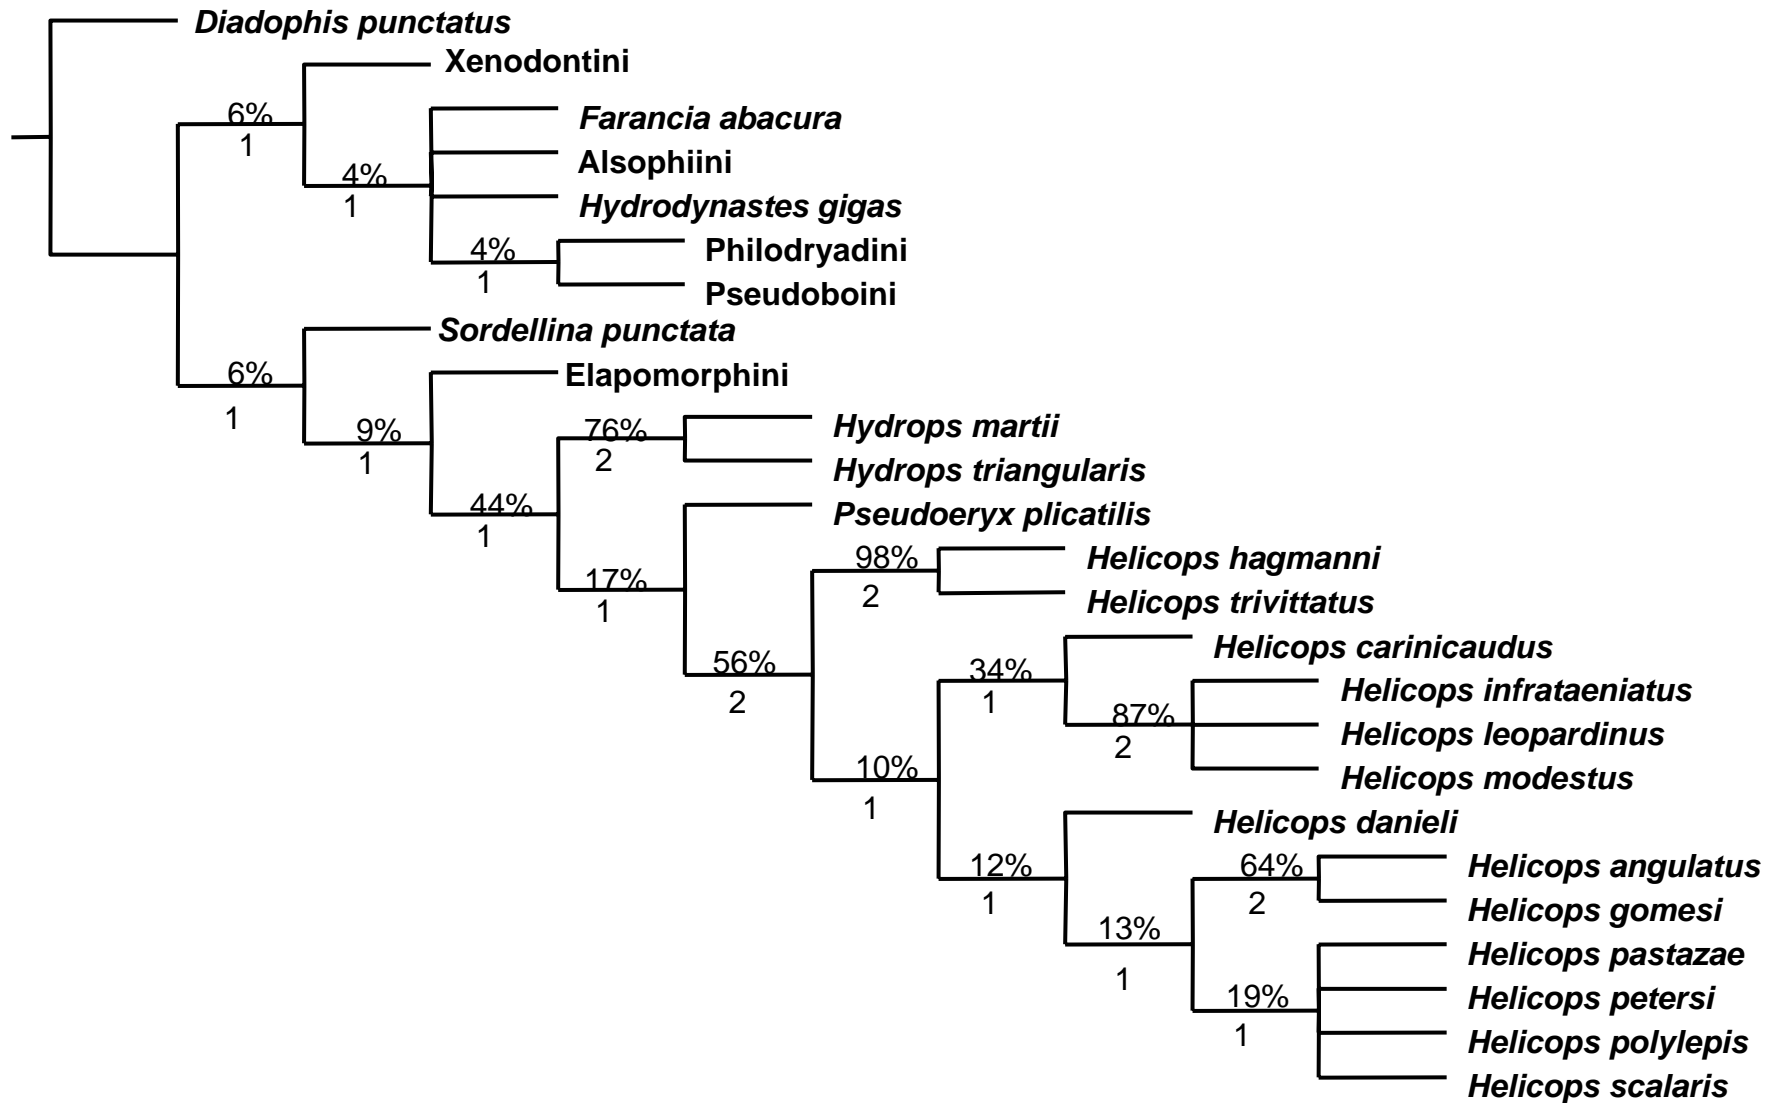 Diadophis punctatus
Xenodontini
6%
1
Farancia abacura
Alsophiini
4%
1
Hydrodynastes gigas
4%
1
Philodryadini
Pseudoboini
Sordellina punctata
6%
1
Elapomorphini
9%
1
76%
2
Hydrops martii
Hydrops triangularis
44%
1
Pseudoeryx plicatilis
98%
2
Helicops hagmanni
17%
1
Helicops trivittatus
Helicops carinicaudus
56%
2
34%
1
Helicops infrataeniatus
87%
2
Helicops leopardinus
10%
1
Helicops modestus
Helicops danieli
12%
1
64%
2
Helicops angulatus
Helicops gomesi
13%
1
Helicops pastazae
19%
1
Helicops petersi
Helicops polylepis
Helicops scalaris